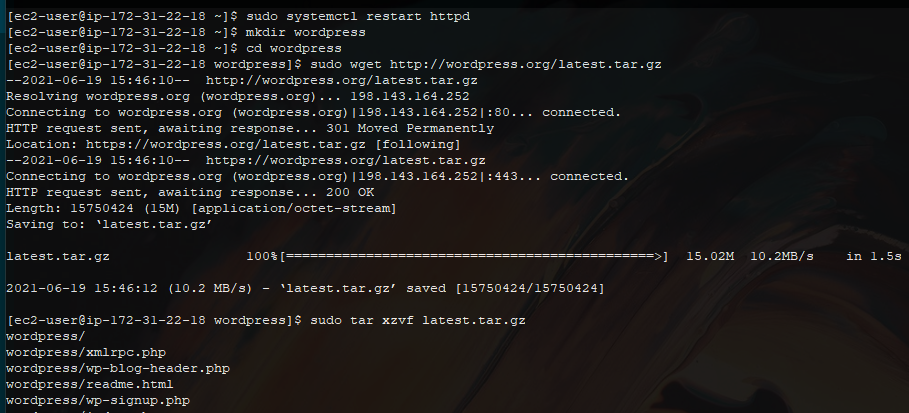 [ec2-user@ip-172-31-22-18 ~]$ sudo systemctl restart httpd
[ec2-user@ip-172-31-22-18 ~]$ mkdir wordpress
[ec2-user@ip-172-31-22-18 ~]$ cd wordpress
[ec2-user@ip-172-31-22-18 wordpress]$ sudo wget http://wordpress.org/latest.tar.gz
--2021-06-19 15:46:10--  http://wordpress.org/latest.tar.gz
Resolving wordpress.org (wordpress.org)... 198.143.164.252
Connecting to wordpress.org (wordpress.org)|198.143.164.252|:80... connected.
HTTP request sent, awaiting response... 301 Moved Permanently
Location: https://wordpress.org/latest.tar.gz [following]
--2021-06-19 15:46:10--  https://wordpress.org/latest.tar.gz
Connecting to wordpress.org (wordpress.org)|198.143.164.252|:443... connected.
HTTP request sent, awaiting response... 200 OK
Length: 15750424 (15M) [application/octet-stream]
Saving to: ‘latest.tar.gz’
latest.tar.gz                 100%[==============================================>]  15.02M  10.2MB/s    in 1.5s
2021-06-19 15:46:12 (10.2 MB/s) - ‘latest.tar.gz’ saved [15750424/15750424]
[ec2-user@ip-172-31-22-18 wordpress]$ sudo tar xzvf latest.tar.gz
wordpress/
wordpress/xmlrpc.php
wordpress/wp-blog-header.php
wordpress/readme.html
wordpress/wp-signup.php